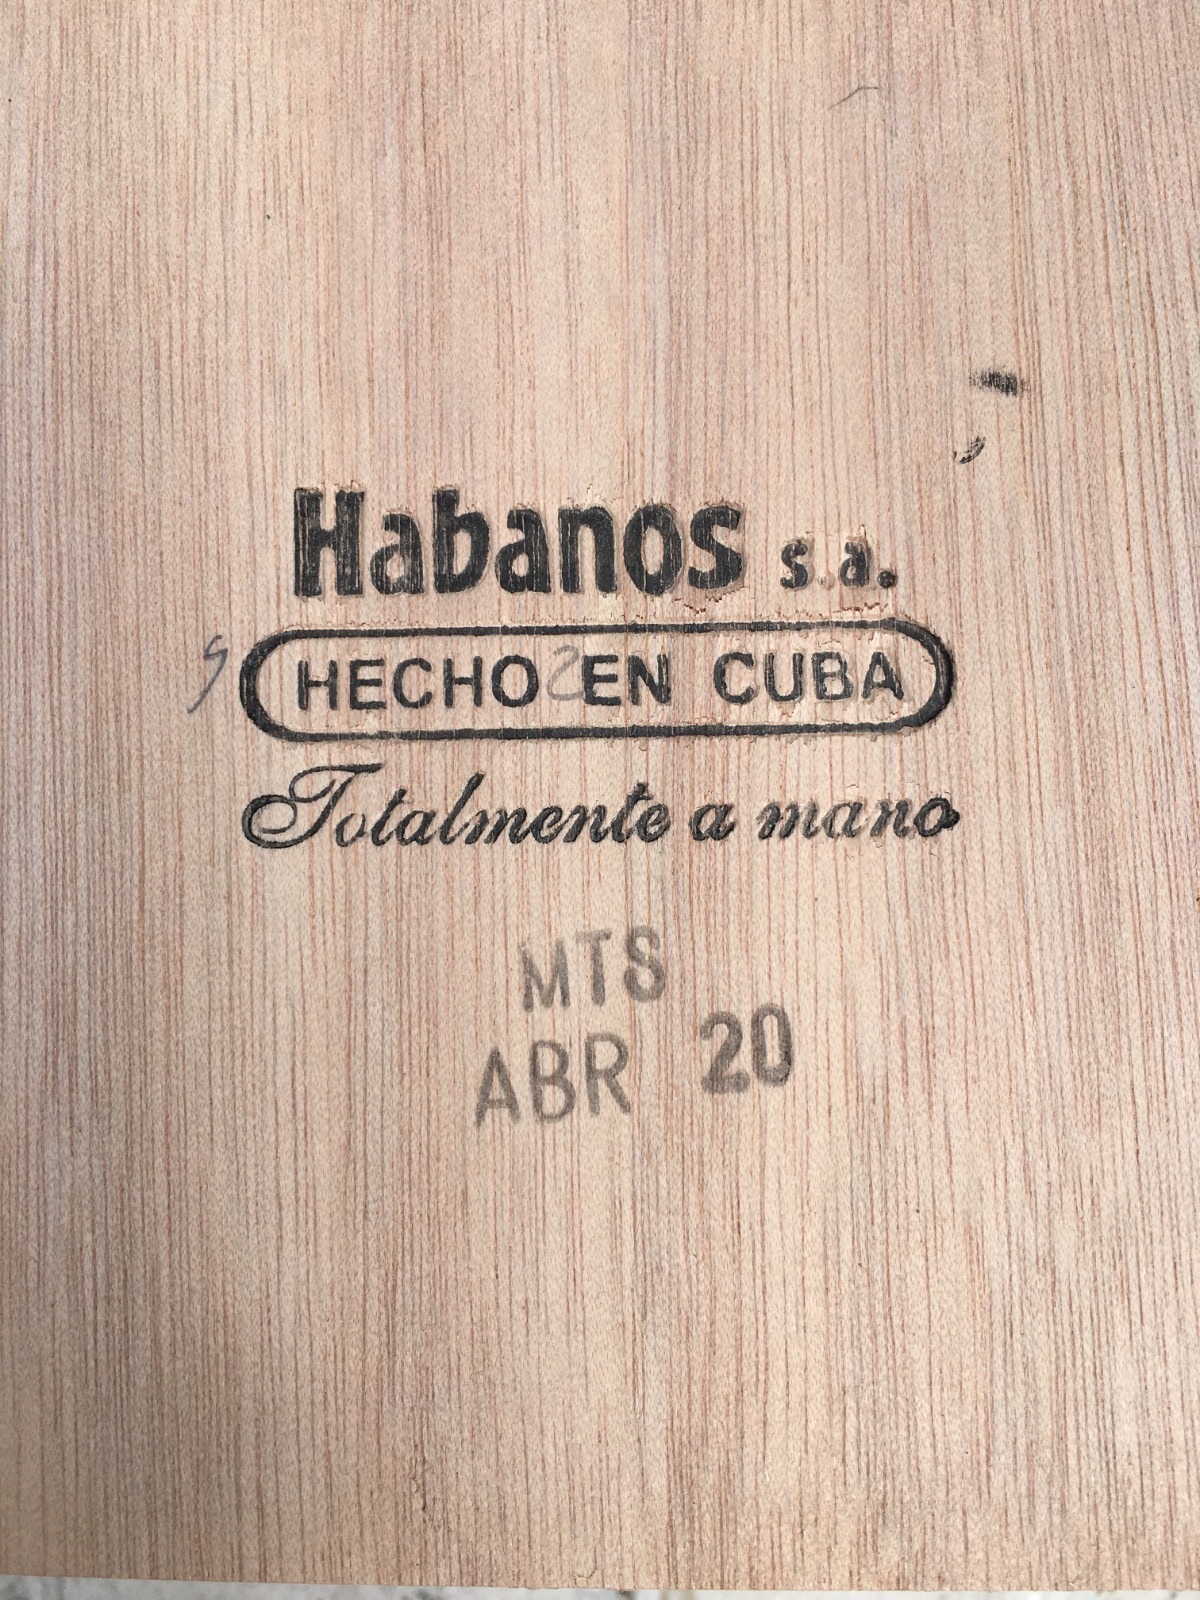 Habanos s.a.
HECHO EN CUBA
Totalmente a mano
MTS
ABR 20